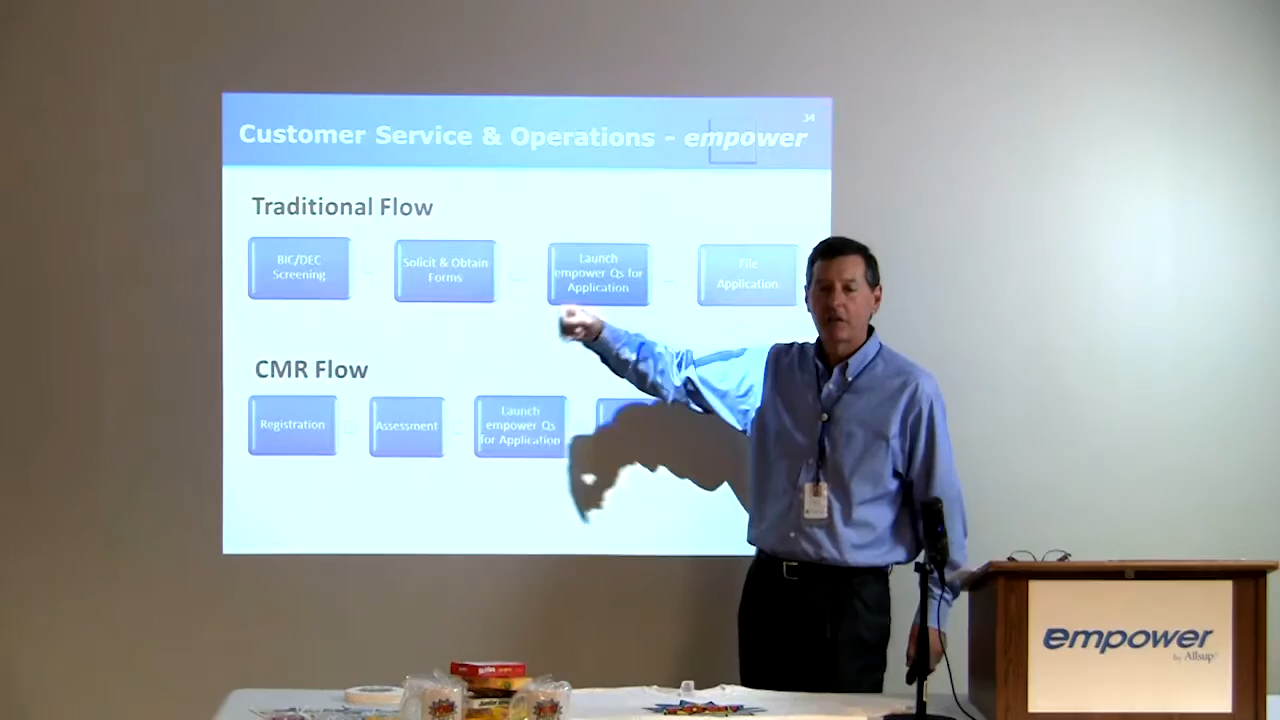 34
Customer Service & Operations - empower
Traditional Flow
BIC/DEC
Screening
Solicit & Obtain
Forms
Launch
empower Qs for
Application
File
Application
CMR Flow
Registration
Assessment
Launch
empower Qs
for Application
empower
by Allsup